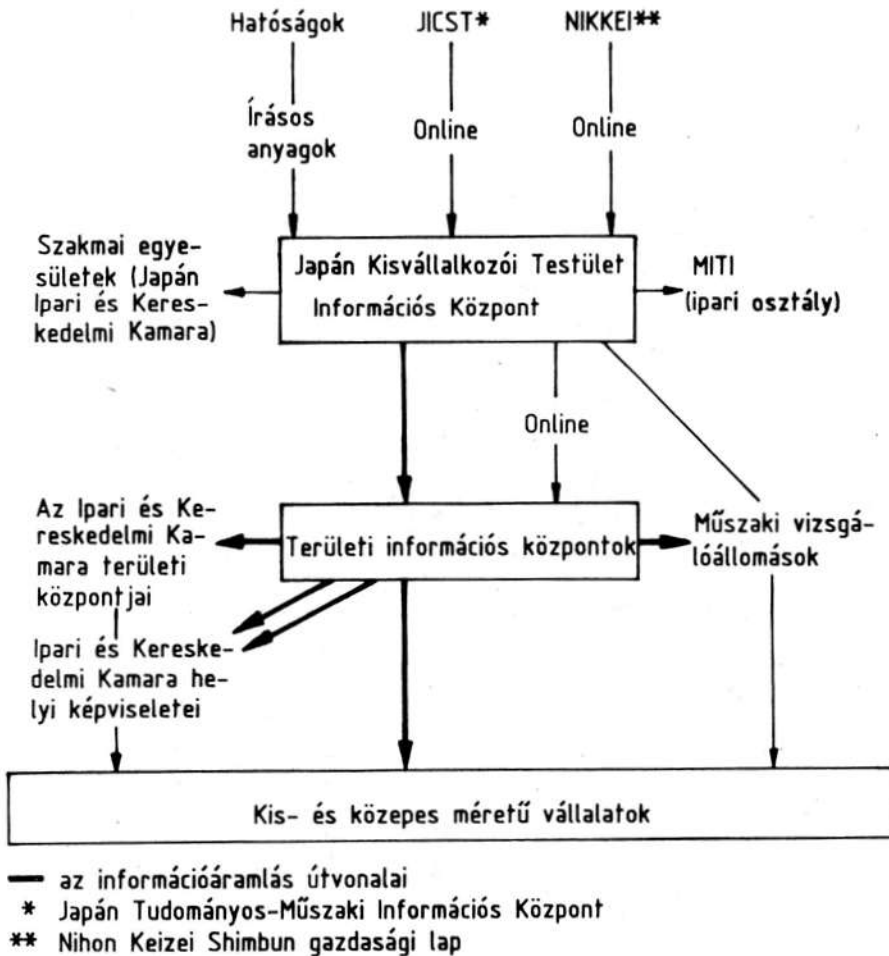 Hatóságok JICST* NIKKEI**
Írásos
anyagok
Online
Online
Szakmai egye-
sületek (Japán
Ipari és Keres-
kedelmi Kamara)
Japán Kisvállalkozói Testület
Információs Központ
MITI
(ipari osztály)
Online
Az Ipari és Ke-
reskedelmi Ka-
mara területi
központjai
Területi információs központok
Műszaki vizsgá-
lóállomások
Ipari és Kereske-
delmi Kamara he-
lyi képviseletei
Kis- és közepes méretű vállalatok
az információáramlás útvonalai
* Japán Tudományos-Műszaki Információs Központ
** Nihon Keizei Shimbun gazdasági lap